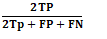 2TP
2Tp + FP + FN